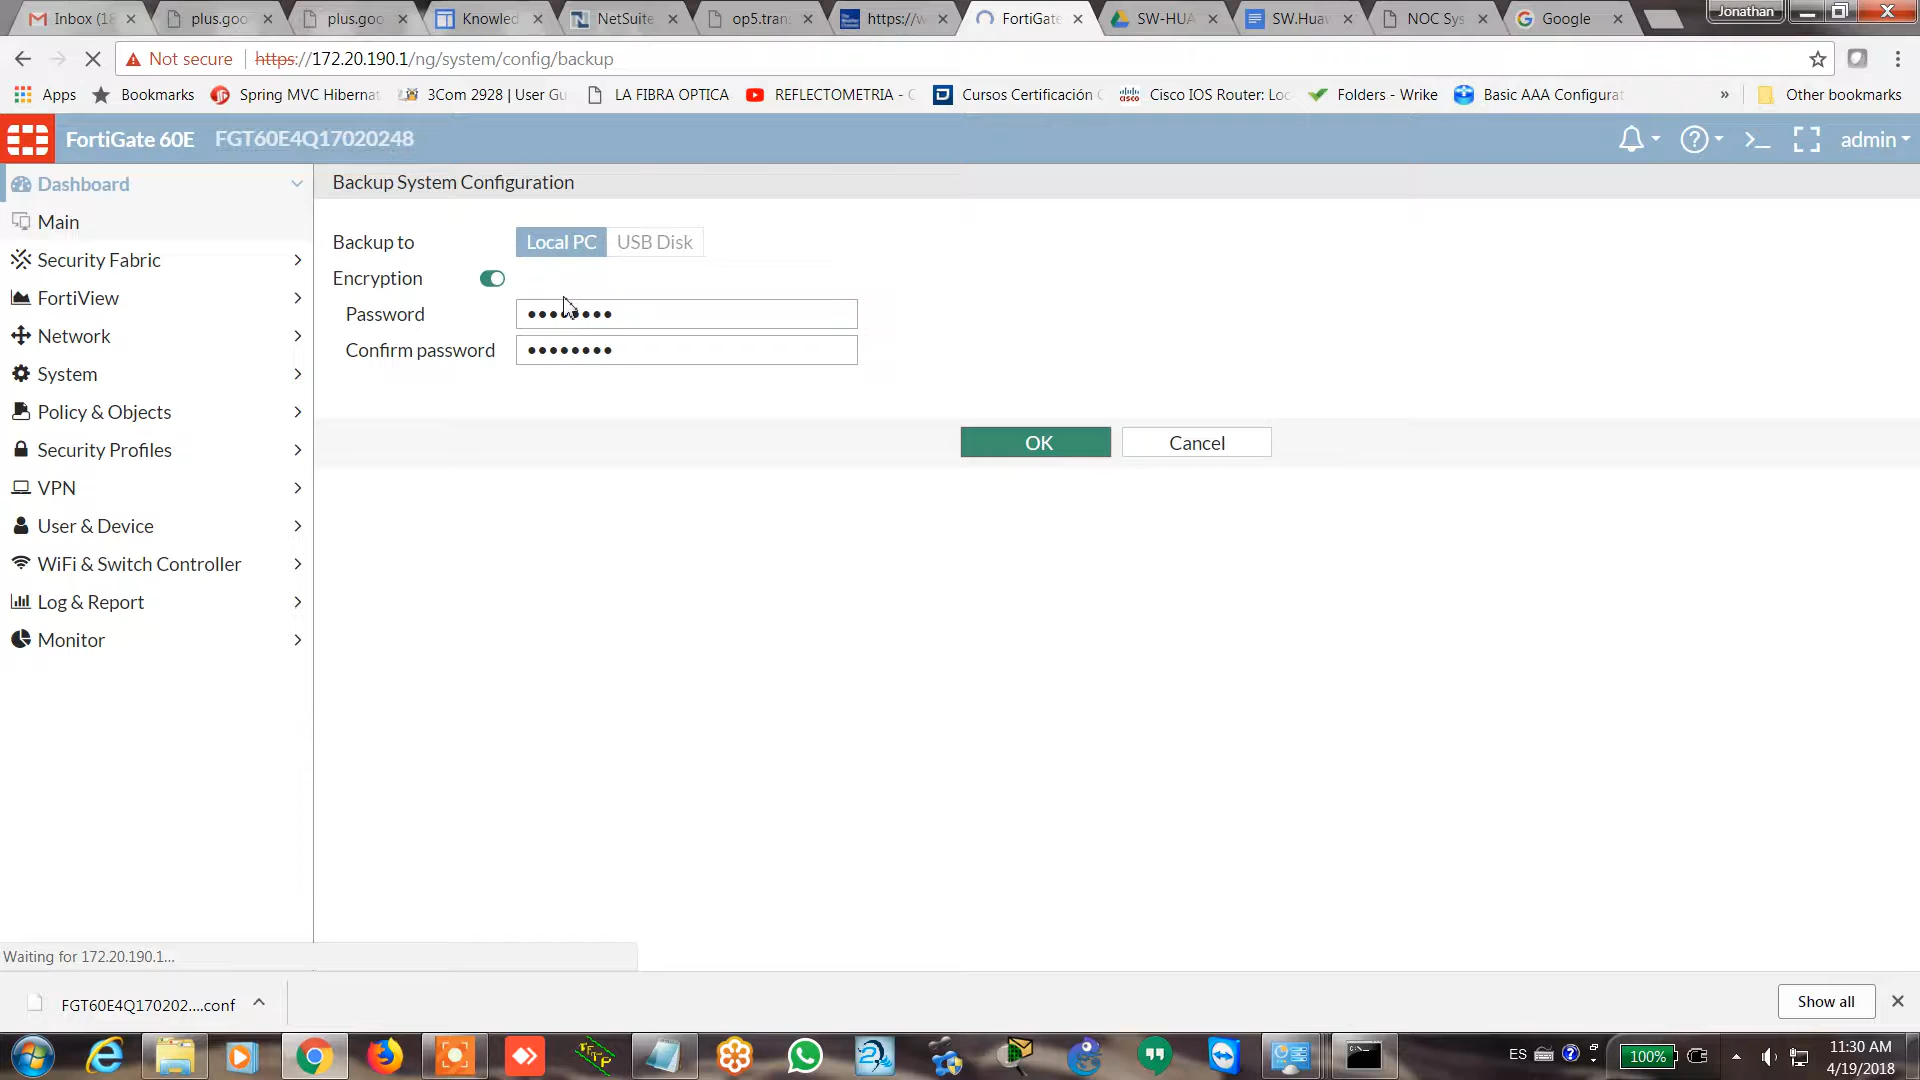 Inbox (18
plus.goo
plus.goo
Knowled
NetSuite
op5.tran
https://w
FortiGate
SW-HUA
SW.Huaw
NOC Sys
Google
Jonathan
Not secure
https://172.20.190.1/ng/system/config/backup
Apps
Bookmarks
Spring MVC Hibernat
3Com 2928 | User Gu
LA FIBRA OPTICA
REFLECTOMETRIA - C
Cursos Certificación C
Cisco IOS Router: Loc
Folders - Wrike
Basic AAA Configurat
»
Other bookmarks
FortiGate 60E
FGT60E4Q17020248
admin
Dashboard
Main
Security Fabric
FortiView
Network
System
Policy & Objects
Security Profiles
VPN
User & Device
WiFi & Switch Controller
Log & Report
Monitor
Backup System Configuration
Backup to
Local PC
USB Disk
Encryption
Password
••••••••
Confirm password
••••••••
OK
Cancel
Waiting for 172.20.190.1...
FGT60E4Q170202....conf
Show all
ES
100%
11:30 AM
4/19/2018